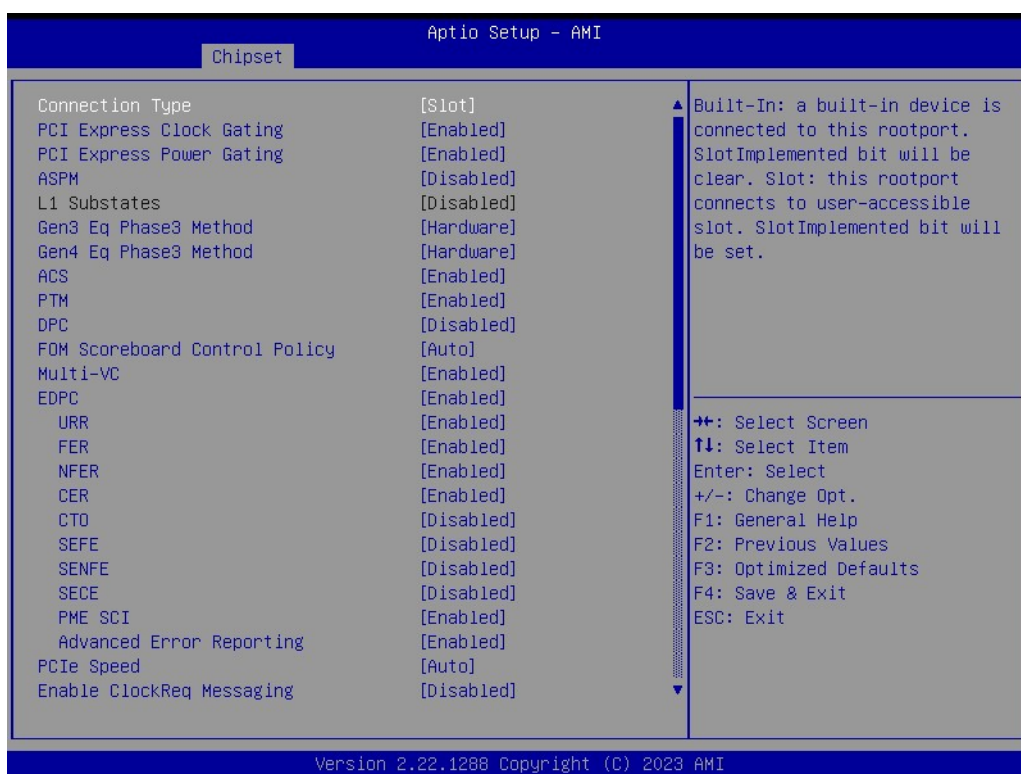 Aptio Setup - AMI
Chipset
Connection Type [Slot]
PCI Express Clock Gating [Enabled]
PCI Express Power Gating [Enabled]
ASPM [Disabled]
L1 Substates [Disabled]
Gen3 Eq Phase3 Method [Hardware]
Gen4 Eq Phase3 Method [Hardware]
ACS [Enabled]
PTM [Enabled]
DPC [Disabled]
FOM Scoreboard Control Policy [Auto]
Multi-VC [Enabled]
EDPC [Enabled]
URR [Enabled]
FER [Enabled]
NFER [Enabled]
CER [Enabled]
CTO [Disabled]
SEFE [Disabled]
SENFE [Disabled]
SECE [Disabled]
PME SCI [Enabled]
Advanced Error Reporting [Enabled]
PCIe Speed [Auto]
Enable ClockReq Messaging [Disabled]
Built-In: a built-in device is
connected to this rootport.
SlotImplemented bit will be
clear. Slot: this rootport
connects to user-accessible
slot. SlotImplemented bit will
be set.
→←: Select Screen
↑↓: Select Item
Enter: Select
+/-: Change Opt.
F1: General Help
F2: Previous Values
F3: Optimized Defaults
F4: Save & Exit
ESC: Exit
Version 2.22.1288 Copyright (C) 2023 AMI